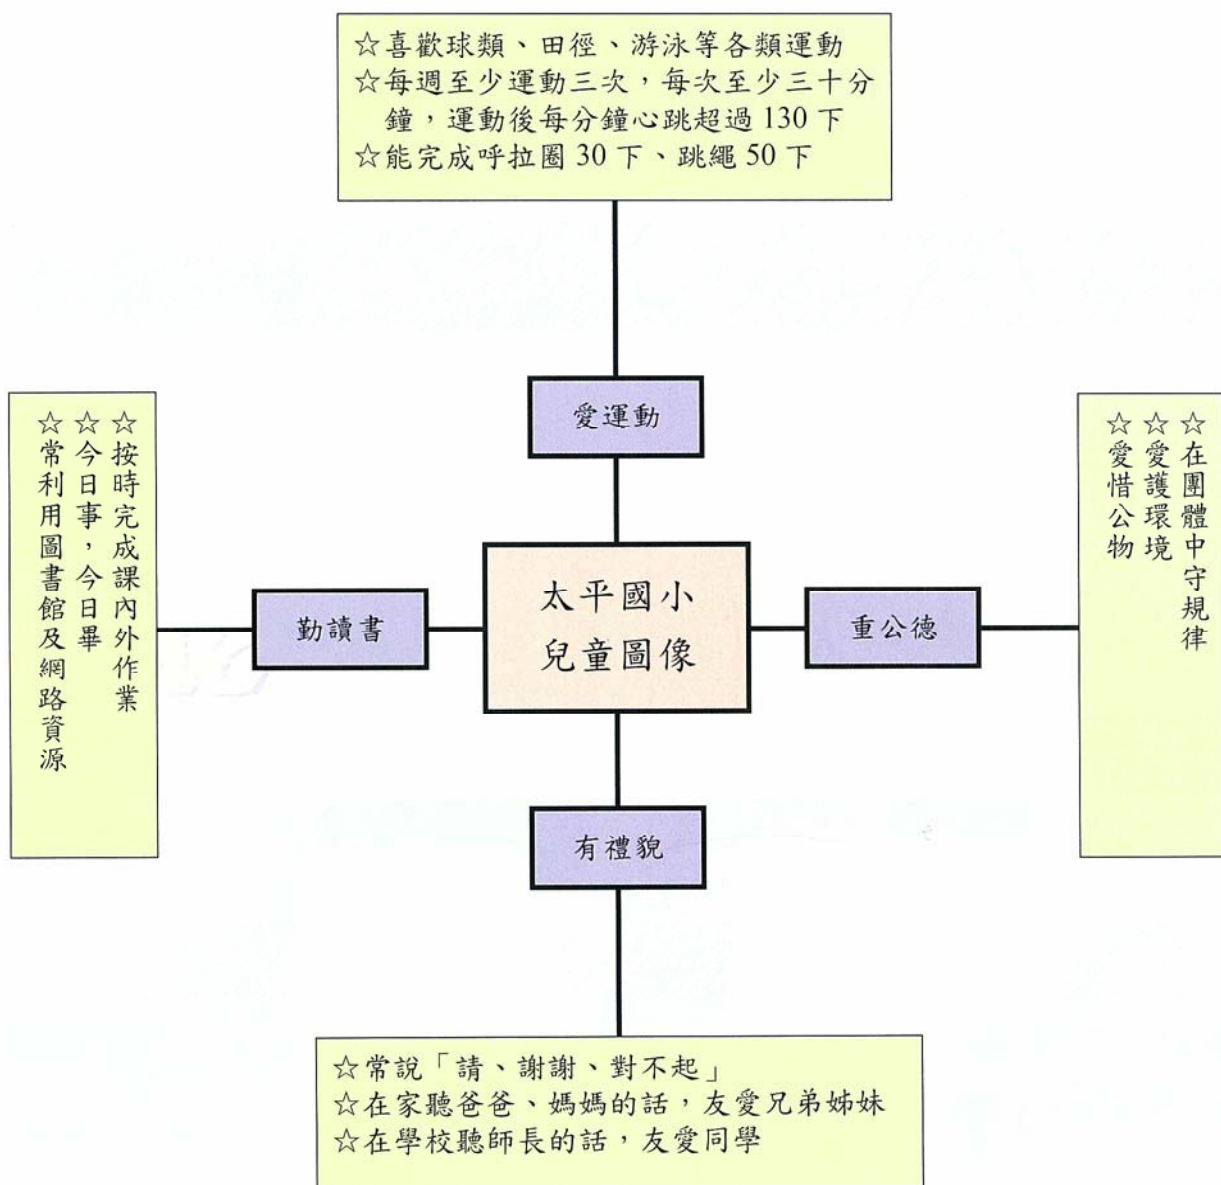 ☆喜歡球類、田徑、游泳等各類運動
☆每週至少運動三次，每次至少三十分
鐘，運動後每分鐘心跳超過 130 下
☆能完成呼拉圈 30 下、跳繩 50 下
愛運動
☆按時完成課內外作業
☆今日事，今日畢
☆常利用圖書館及網路資源
勤讀書
太平國小
兒童圖像
重公德
☆在團體中守規律
☆愛護環境
☆愛惜公物
有禮貌
☆常說「請、謝謝、對不起」
☆在家聽爸爸、媽媽的話，友愛兄弟姊妹
☆在學校聽師長的話，友愛同學